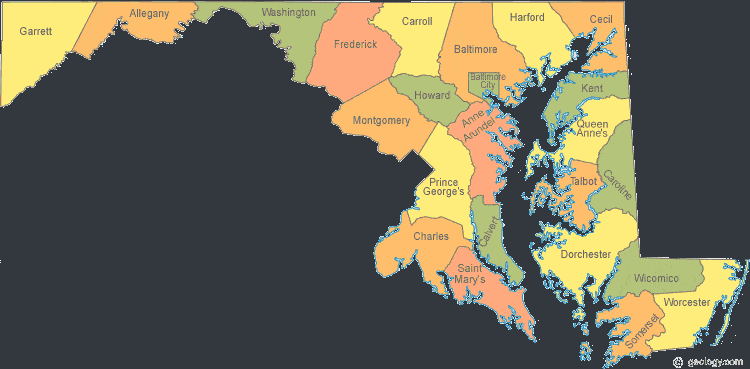 Garrett
Allegany
Washington
Frederick
Carroll
Harford
Cecil
Baltimore
Baltimore
City
Howard
Kent
Montgomery
Anne
Arundel
Queen
Anne's
Prince
George's
Talbot
Caroline
Calvert
Charles
Saint
Mary's
Dorchester
Wicomico
Worcester
Somerset
© geology.com